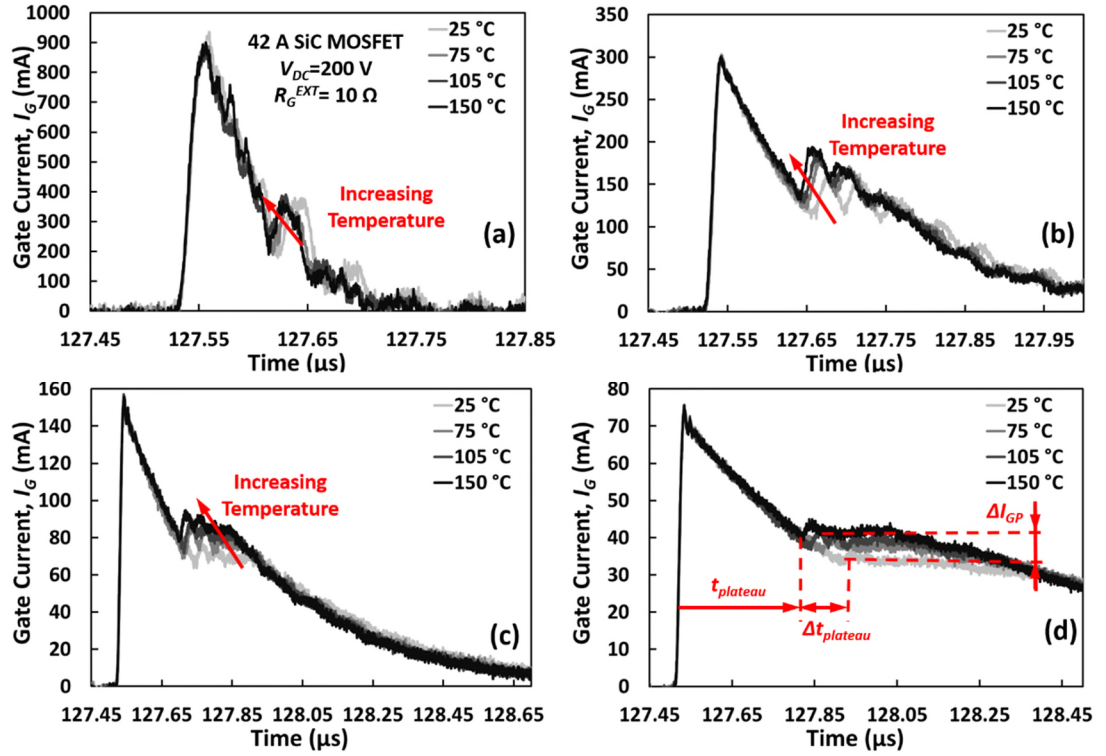 1000
900
800
700
600
500
400
300
200
100
0
Gate Current, I_G (mA)
42 A SiC MOSFET
V_DC=200 V
R_G^EXT= 10 Ω
25 °C
75 °C
105 °C
150 °C
Increasing
Temperature
(a)
127.45 127.55 127.65 127.75 127.85
Time (µs)
350
300
250
200
150
100
50
0
Gate Current, I_G (mA)
25 °C
75 °C
105 °C
150 °C
Increasing
Temperature
(b)
127.45 127.55 127.65 127.75 127.85 127.95
Time (µs)
160
140
120
100
80
60
40
20
0
Gate Current, I_G (mA)
25 °C
75 °C
105 °C
150 °C
Increasing
Temperature
(c)
127.45 127.65 127.85 128.05 128.25 128.45 128.65
Time (µs)
80
70
60
50
40
30
20
10
0
Gate Current, I_G (mA)
25 °C
75 °C
105 °C
150 °C
ΔI_GP
t_plateau
Δt_plateau
(d)
127.45 127.65 127.85 128.05 128.25 128.45
Time (µs)